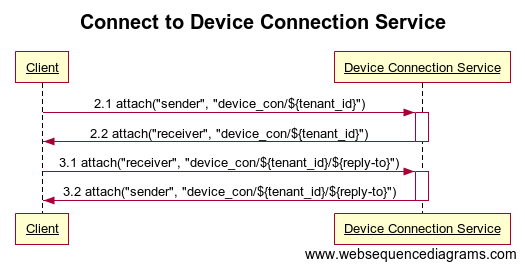 Connect to Device Connection Service
Client
Device Connection Service
2.1 attach("sender", "device_con/${tenant_id}")
2.2 attach("receiver", "device_con/${tenant_id}")
3.1 attach("receiver", "device_con/${tenant_id}/${reply-to}")
3.2 attach("sender", "device_con/${tenant_id}/${reply-to}")
Client
Device Connection Service
www.websequencediagrams.com